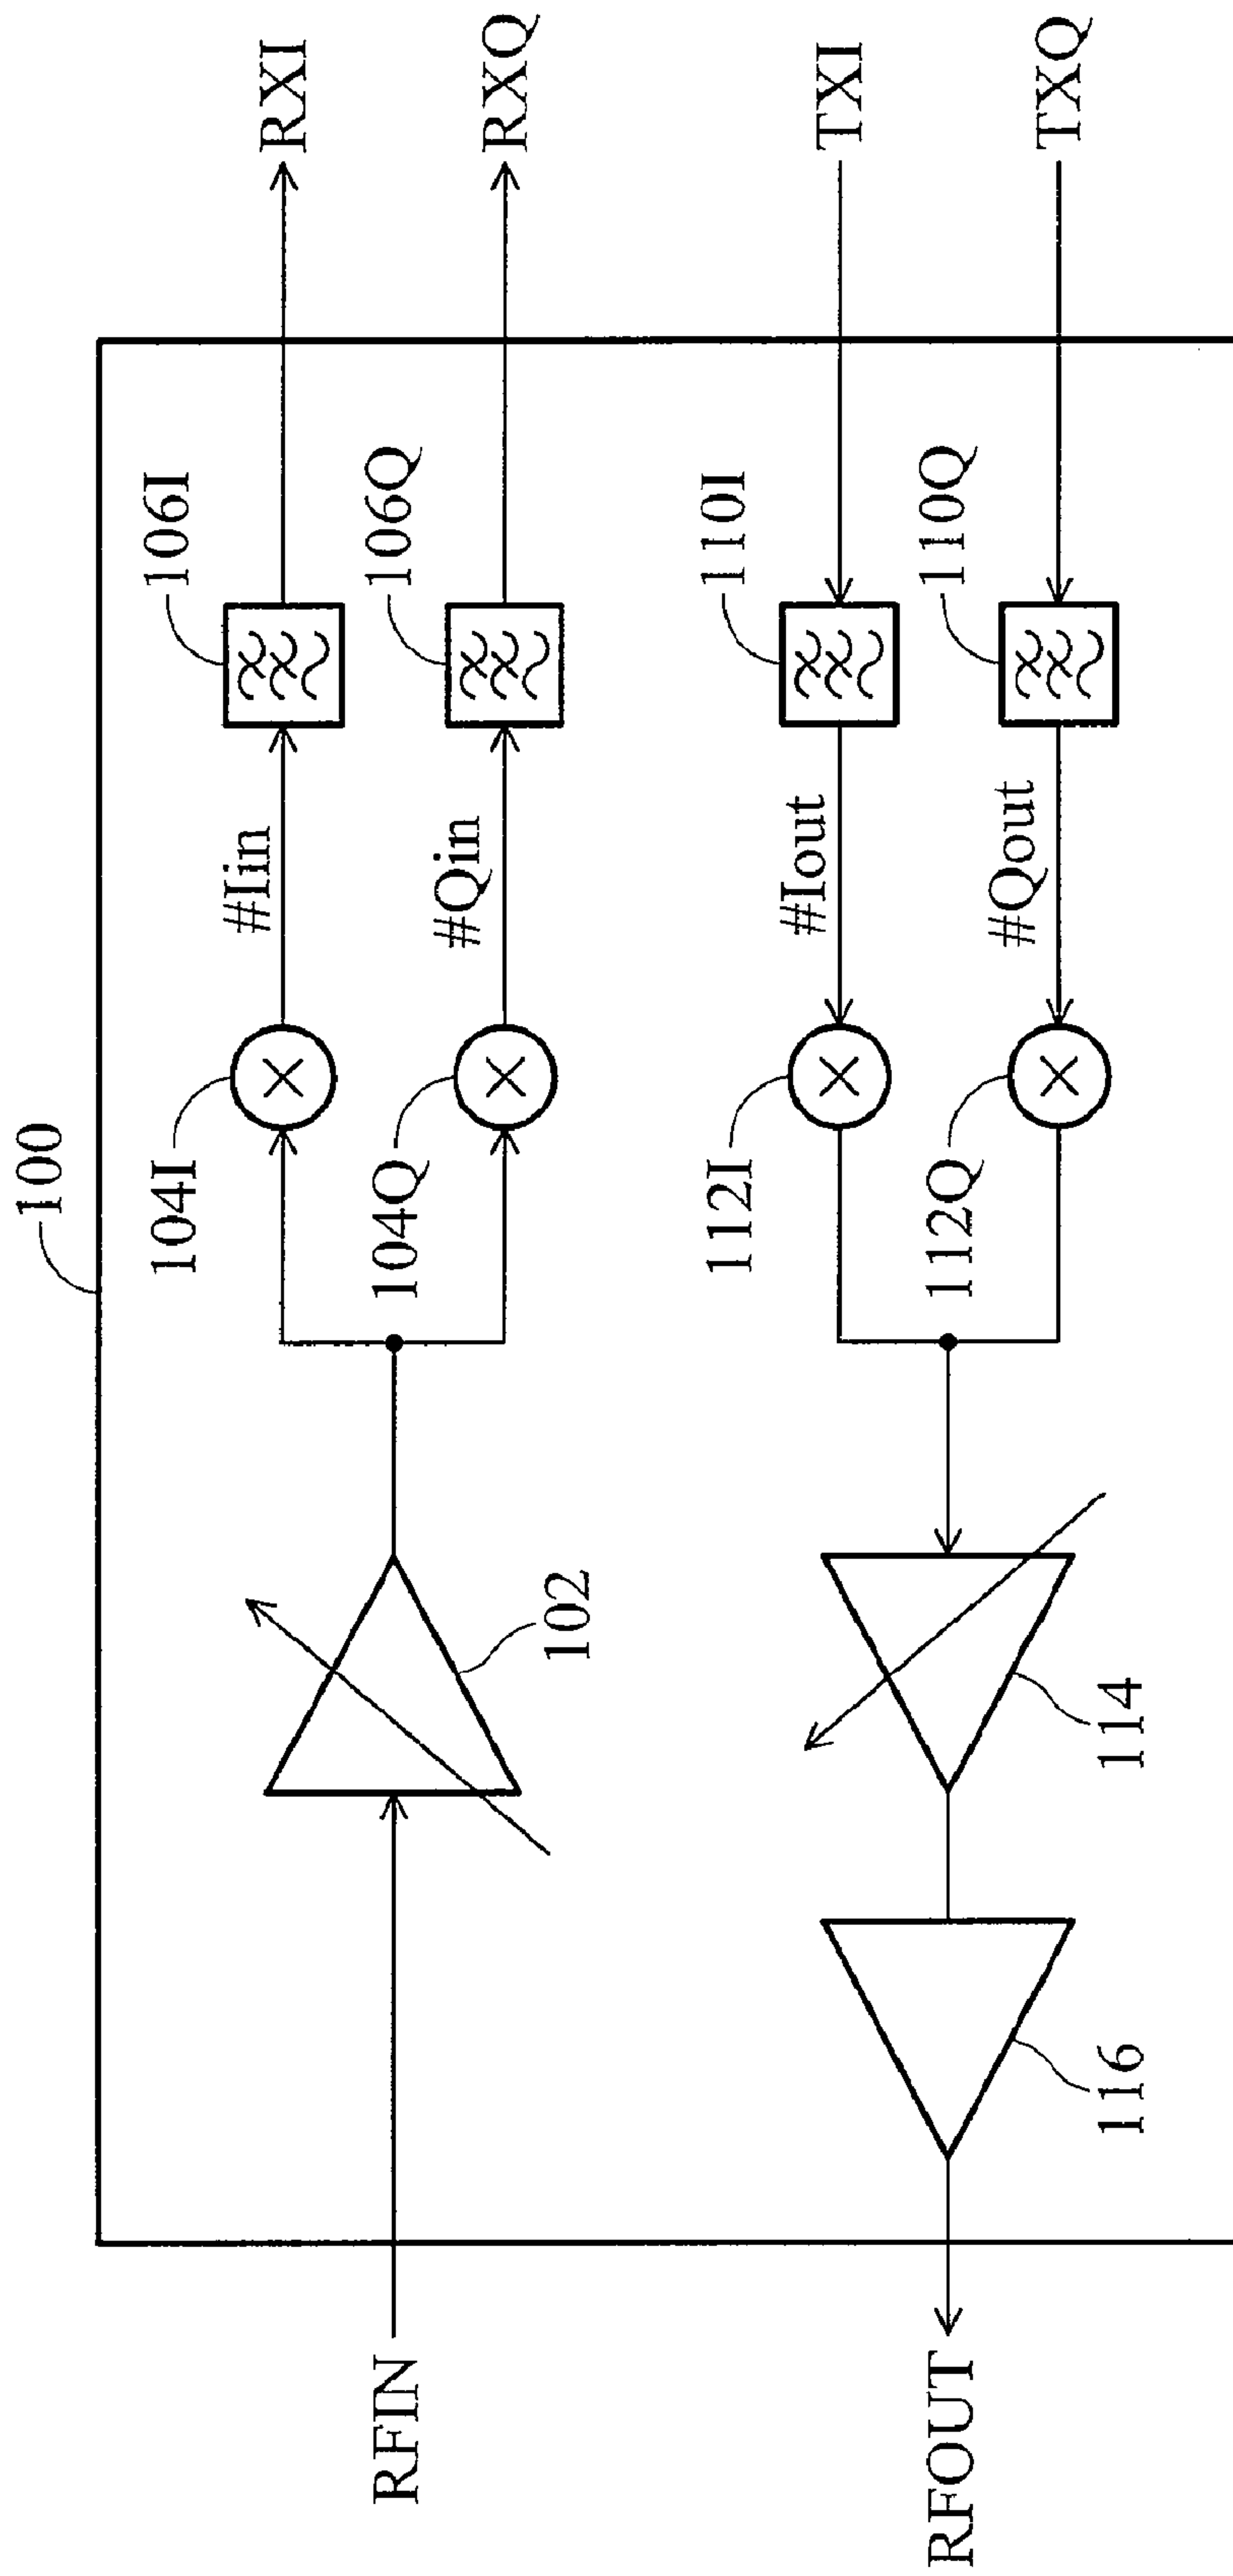 100
RFIN
102
104I
#Iin
106I
RXI
104Q
#Qin
106Q
RXQ
RFOUT
116
114
112I
#Iout
110I
TXI
112Q
#Qout
110Q
TXQ